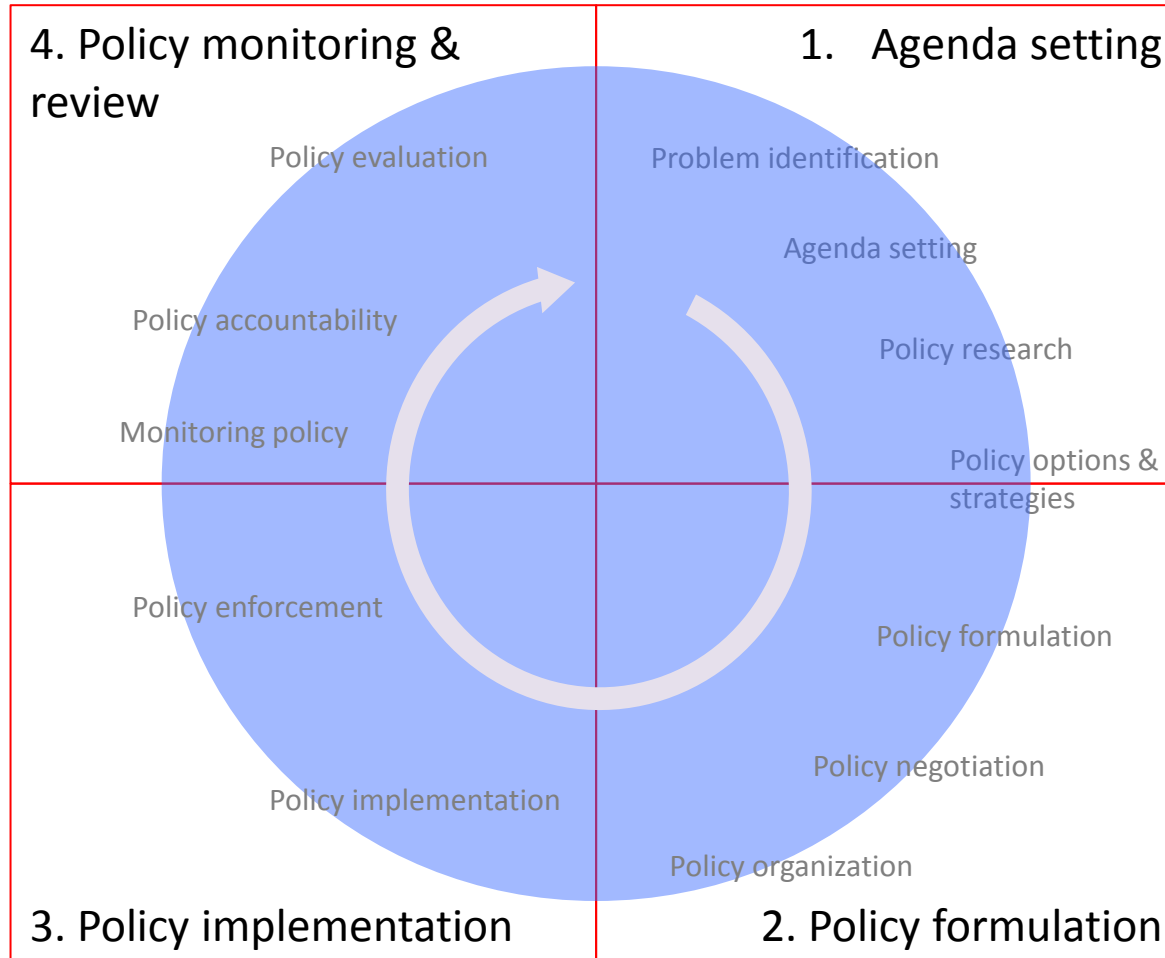 4. Policy monitoring &
review
1. Agenda setting
Policy evaluation
Problem identification
Agenda setting
Policy accountability
Policy research
Monitoring policy
Policy options &
strategies
Policy enforcement
Policy formulation
Policy negotiation
Policy implementation
Policy organization
3. Policy implementation
2. Policy formulation